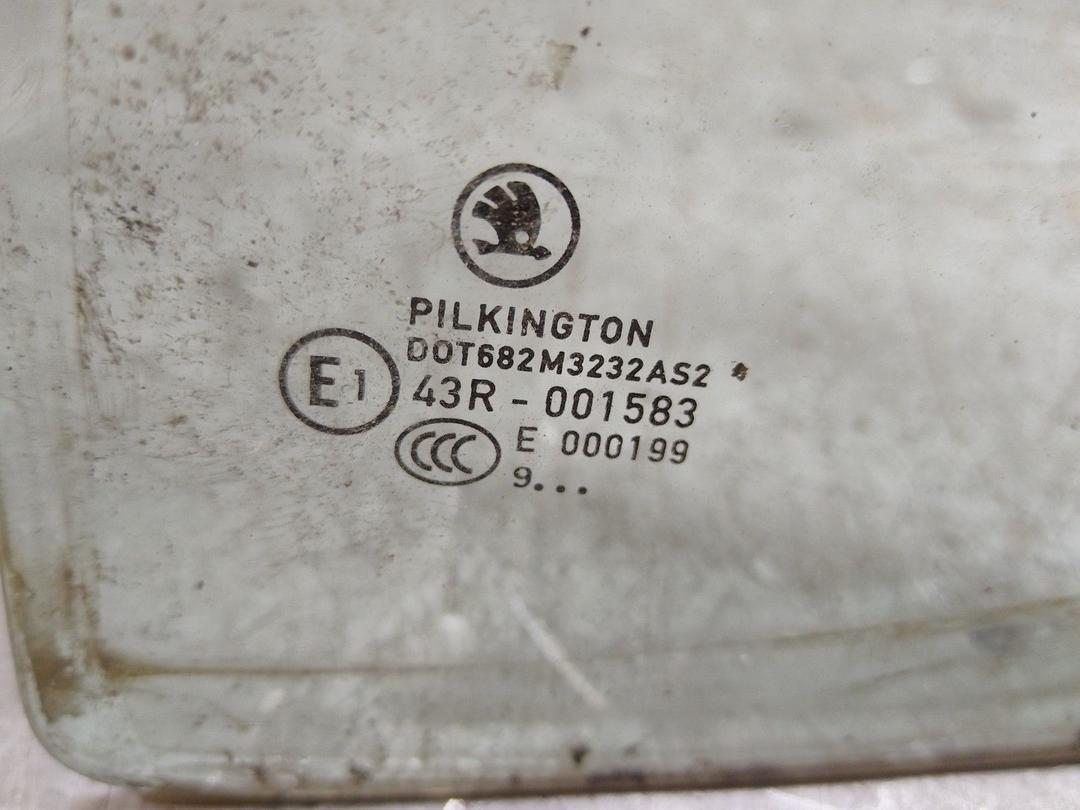 PILKINGTON
DOT682M3232AS2
E1 43R - 001583
CCC E 000199
9...